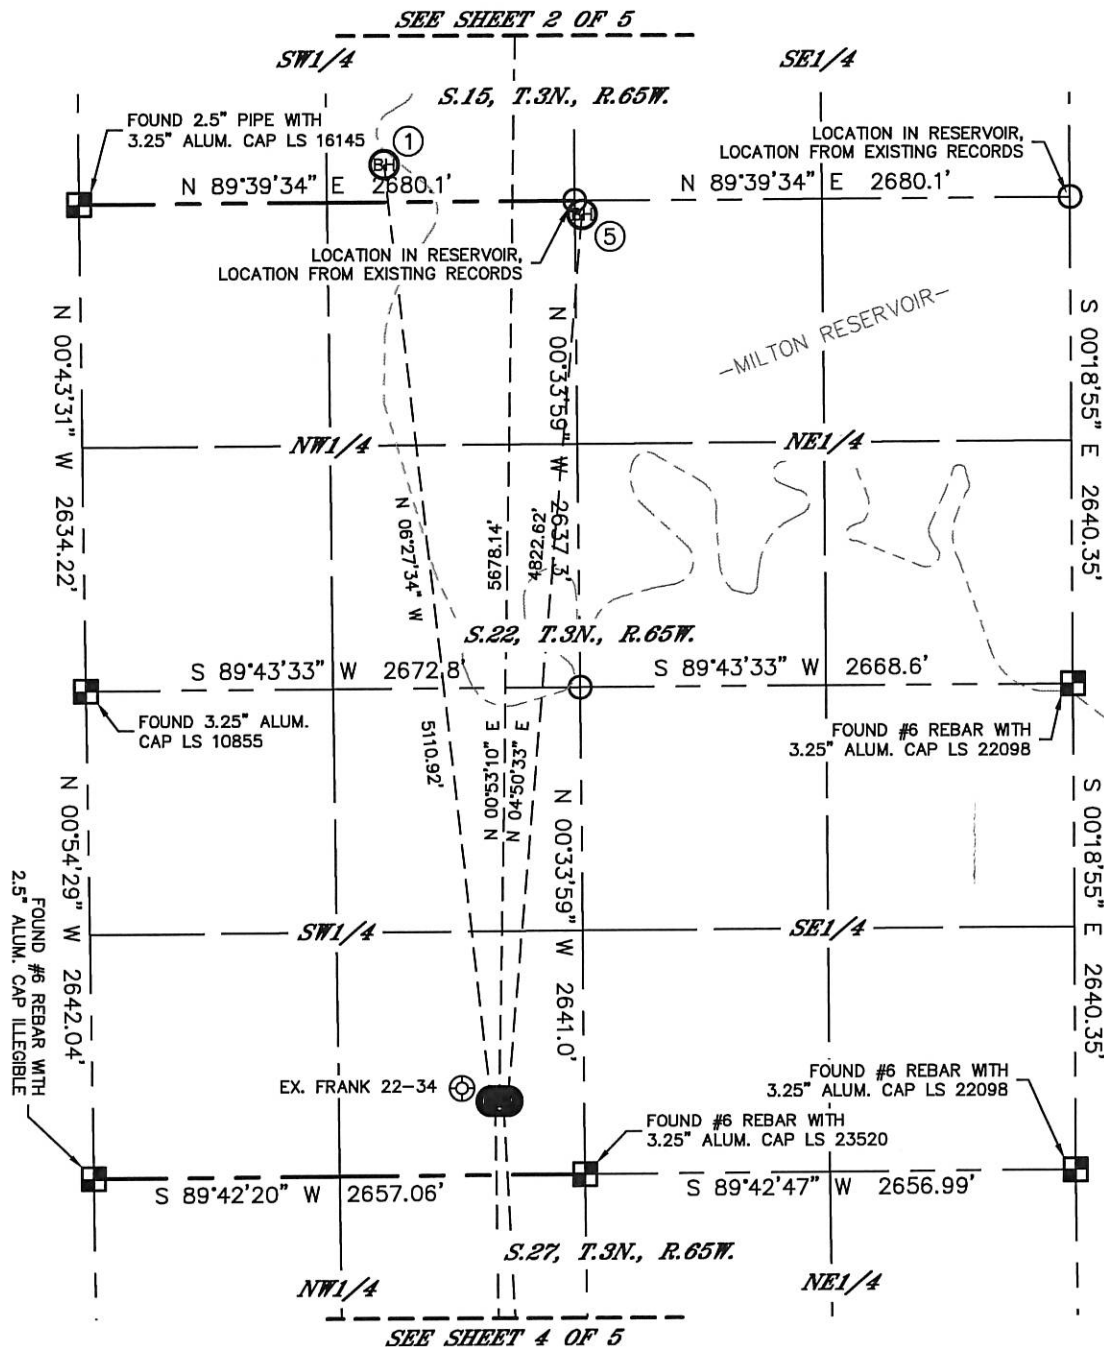 SEE SHEET 2 OF 5
SW1/4
SE1/4
S.15, T.3N., R.65W.
FOUND 2.5" PIPE WITH
3.25" ALUM. CAP LS 16145
BH
1
LOCATION IN RESERVOIR,
LOCATION FROM EXISTING RECORDS
N 89°39'34" E 2680.1'
N 89°39'34" E 2680.1'
BH
5
LOCATION IN RESERVOIR,
LOCATION FROM EXISTING RECORDS
-MILTON RESERVOIR-
N 00°43'31" W 2634.22'
N 00°33'59" W 2637.3'
S 00°18'55" E 2640.35'
NW1/4
NE1/4
N 06°27'34" W
5678.14'
4822.62'
S.22, T.3N., R.65W.
S 89°43'33" W 2672.8'
S 89°43'33" W 2668.6'
FOUND 3.25" ALUM.
CAP LS 10855
5110.92'
N 00°53'10" E
N 04°50'33" E
FOUND #6 REBAR WITH
3.25" ALUM. CAP LS 22098
N 00°54'29" W 2642.04'
N 00°33'59" W 2641.0'
S 00°18'55" E 2640.35'
SW1/4
SE1/4
FOUND #6 REBAR WITH
2.5" ALUM. CAP ILLEGIBLE
EX. FRANK 22-34
FOUND #6 REBAR WITH
3.25" ALUM. CAP LS 22098
FOUND #6 REBAR WITH
3.25" ALUM. CAP LS 23520
S 89°42'20" W 2657.06'
S 89°42'47" W 2656.99'
S.27, T.3N., R.65W.
NW1/4
NE1/4
SEE SHEET 4 OF 5